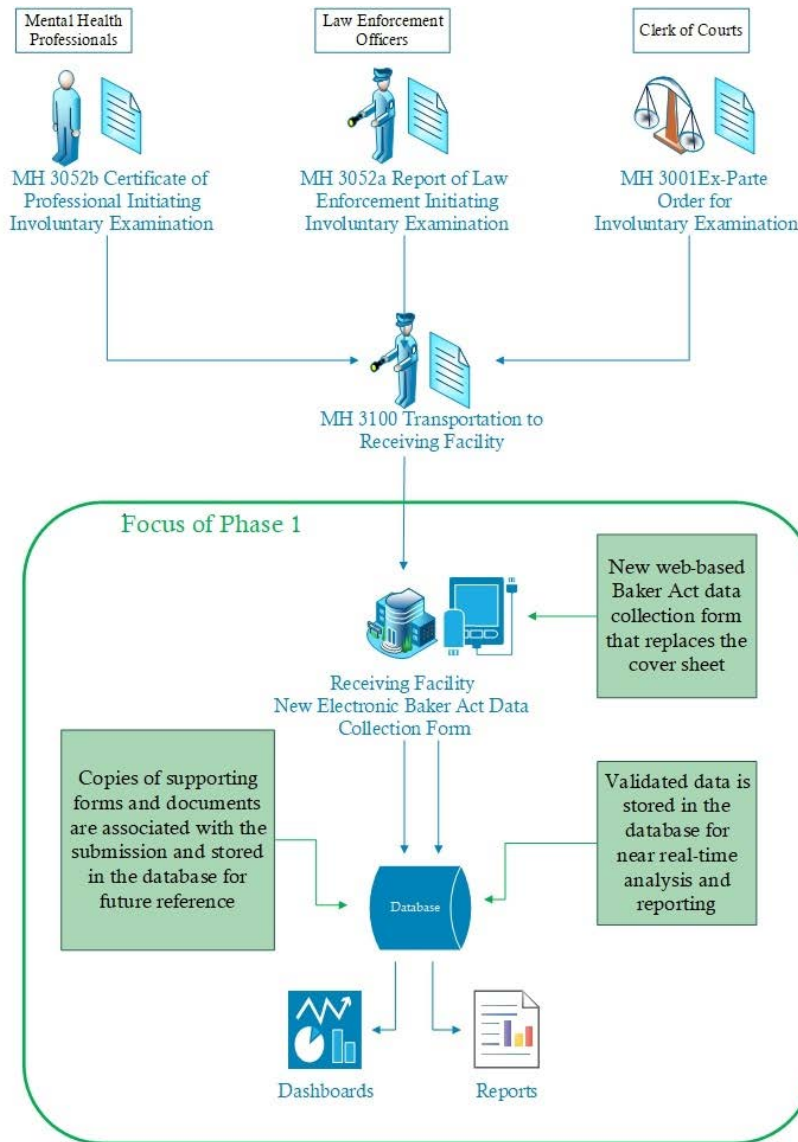 Mental Health
Professionals
Law Enforcement
Officers
Clerk of Courts
MH 3052b Certificate of
Professional Initiating
Involuntary Examination
MH 3052a Report of Law
Enforcement Initiating
Involuntary Examination
MH 3001Ex-Parte
Order for
Involuntary Examination
MH 3100 Transportation to
Receiving Facility
Focus of Phase 1
New web-based
Baker Act data
collection form
that replaces the
cover sheet
Receiving Facility
New Electronic Baker Act Data
Collection Form
Copies of supporting
forms and documents
are associated with the
submission and stored
in the database for
future reference
Validated data is
stored in the
database for
near real-time
analysis and
reporting
Database
Dashboards
Reports